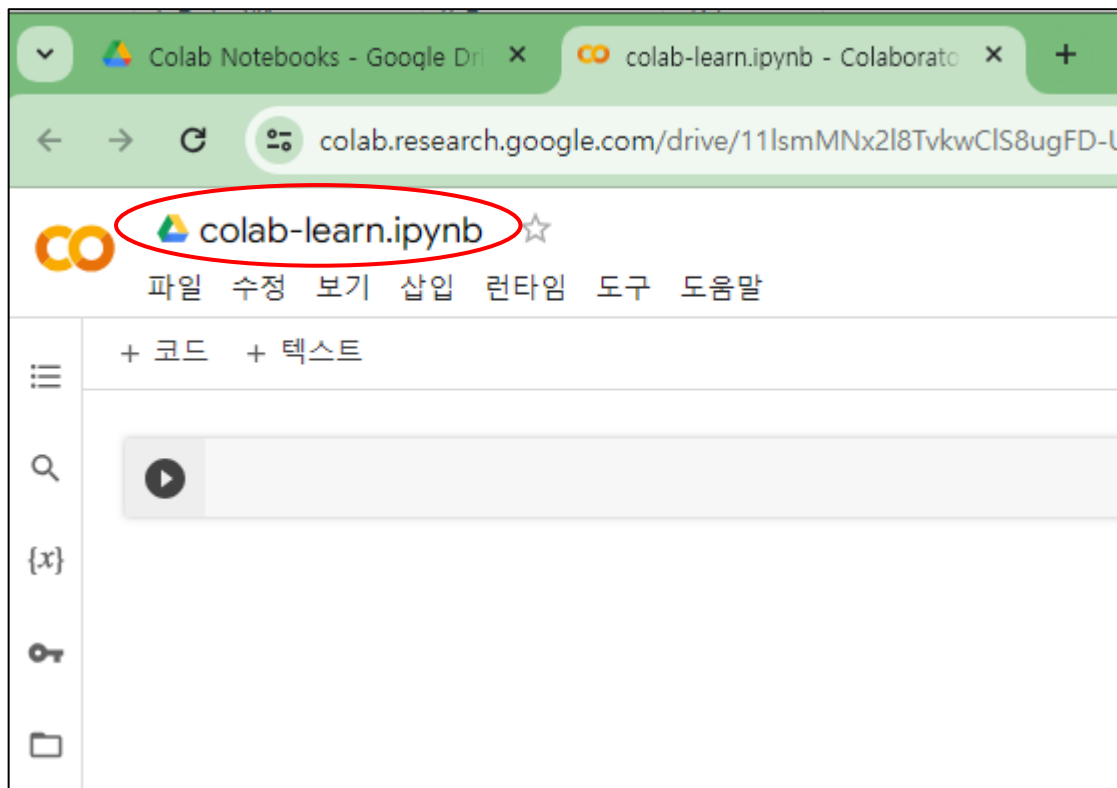 Colab Notebooks - Google Dri
colab-learn.ipynb - Colaborato
colab.research.google.com/drive/11lsmMNx2l8TvkwClS8ugFD-U
CO colab-learn.ipynb
파일 수정 보기 삽입 런타임 도구 도움말
+ 코드 + 텍스트
{x}